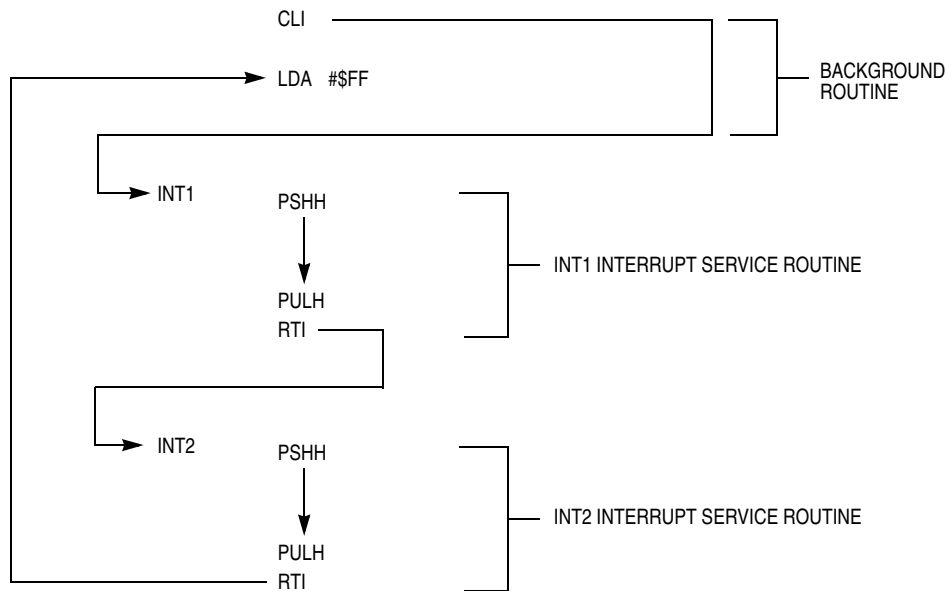 CLI
LDA #$FF
BACKGROUND
ROUTINE
INT1
PSHH
INT1 INTERRUPT SERVICE ROUTINE
PULH
RTI
INT2
PSHH
INT2 INTERRUPT SERVICE ROUTINE
PULH
RTI